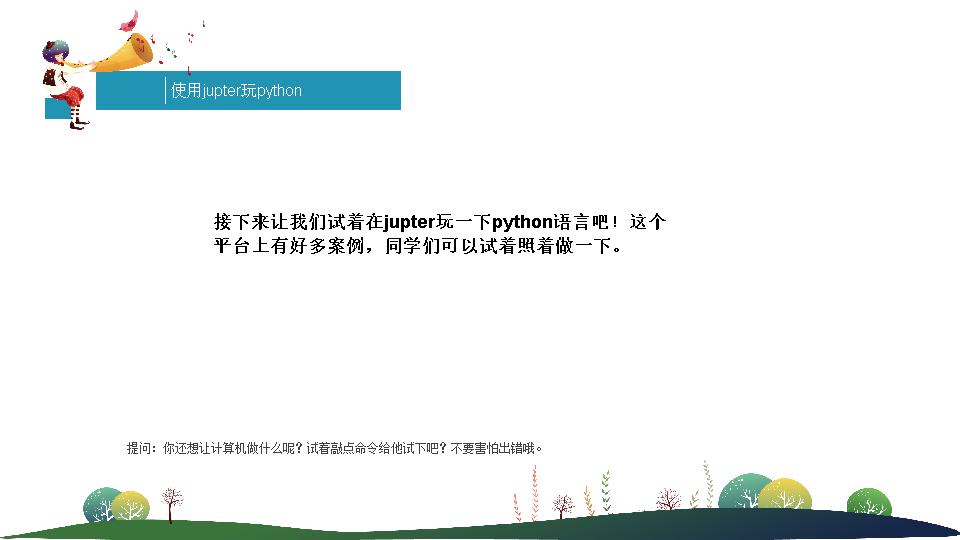 使用jupter玩python
接下来让我们试着在jupter玩一下python语言吧！这个
平台上有好多案例，同学们可以试着照着做一下。
提问：你还想让计算机做什么呢？试着敲点命令给他试下吧？不要害怕出错哦。